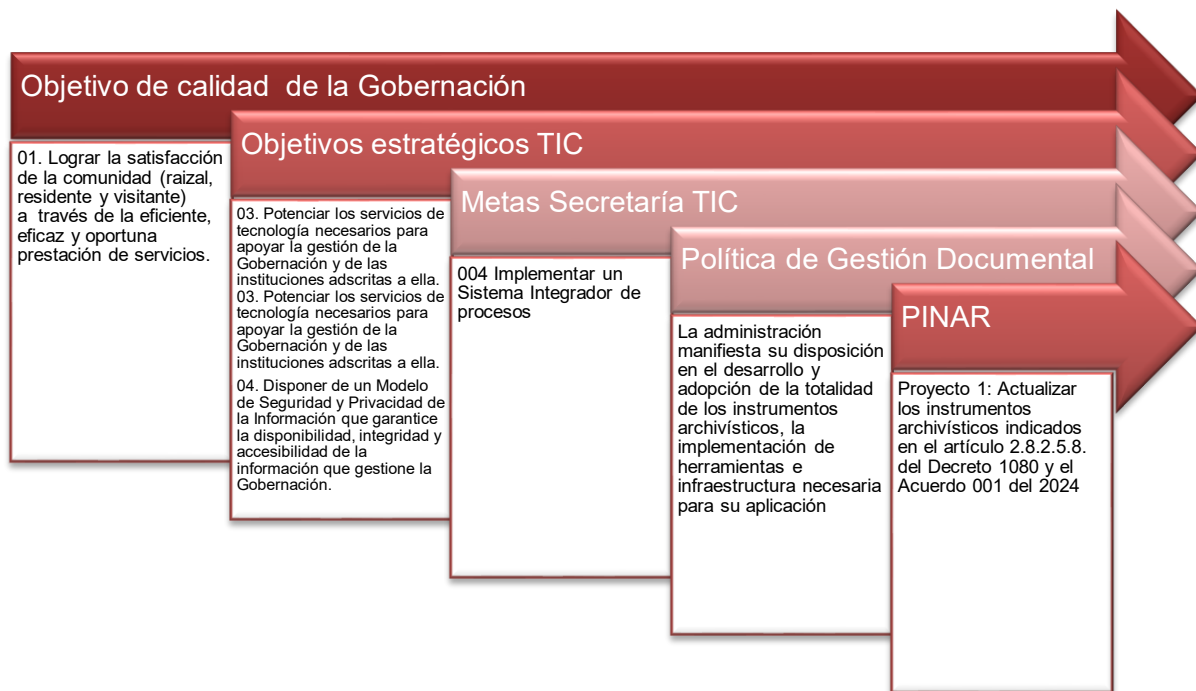 Objetivo de calidad de la Gobernación
01. Lograr la satisfacción
de la comunidad (raizal,
residente y visitante)
a través de la eficiente,
eficaz y oportuna
prestación de servicios.
Objetivos estratégicos TIC
03. Potenciar los servicios de
tecnología necesarios para
apoyar la gestión de la
Gobernación y de las
instituciones adscritas a ella.
03. Potenciar los servicios de
tecnología necesarios para
apoyar la gestión de la
Gobernación y de las
instituciones adscritas a ella.
04. Disponer de un Modelo
de Seguridad y Privacidad de
la Información que garantice
la disponibilidad, integridad y
accesibilidad de la
información que gestione la
Gobernación.
Metas Secretaría TIC
004 Implementar un
Sistema Integrador de
procesos
Política de Gestión Documental
La administración
manifiesta su disposición
en el desarrollo y
adopción de la totalidad
de los instrumentos
archivísticos, la
implementación de
herramientas e
infraestructura necesaria
para su aplicación
PINAR
Proyecto 1: Actualizar
los instrumentos
archivísticos indicados
en el artículo 2.8.2.5.8.
del Decreto 1080 y el
Acuerdo 001 del 2024